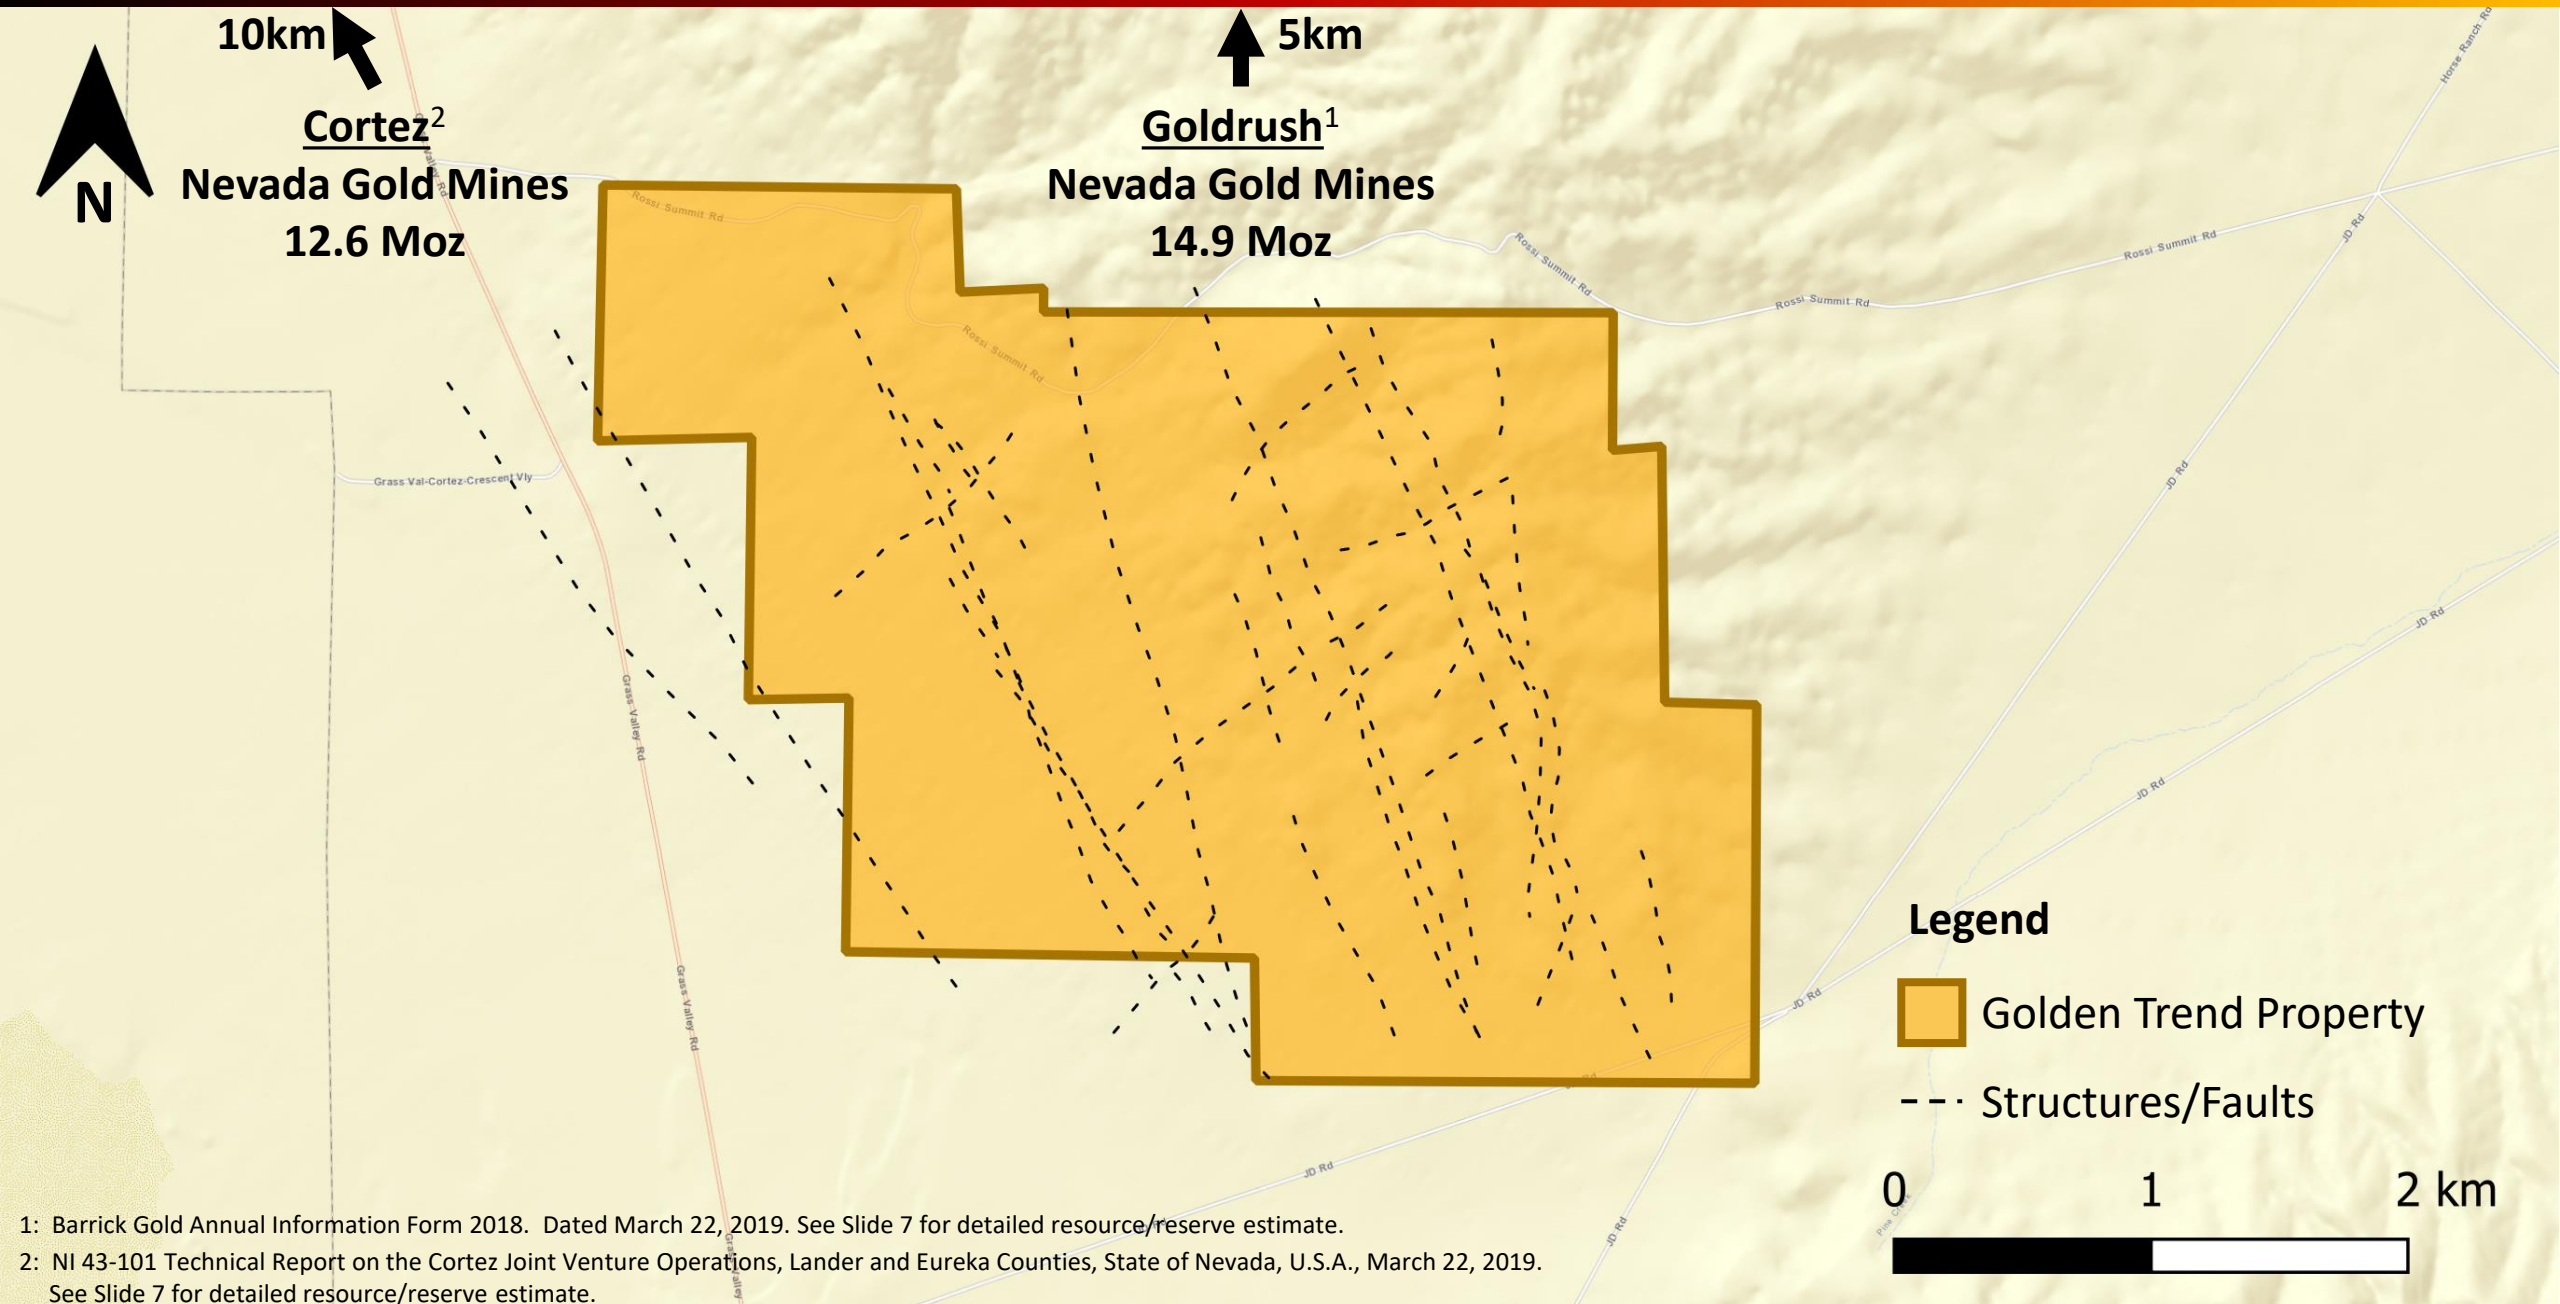 10km
5km
N
Cortez2
Nevada Gold Mines
12.6 Moz
Goldrush1
Nevada Gold Mines
14.9 Moz
Horse Ranch Rd
Rossi Summit Rd
Rossi Summit Rd
Rossi Summit Rd
Rossi Summit Rd
Rossi Summit Rd
JD Rd
JD Rd
Grass Val-Cortez-Crescent Vly
JD Rd
Grass Valley Rd
JD Rd
Grass Valley Rd
JD Rd
JD Rd
JD Rd
Legend
Golden Trend Property
Structures/Faults
0 1 2 km
1: Barrick Gold Annual Information Form 2018. Dated March 22, 2019. See Slide 7 for detailed resource/reserve estimate.
2: NI 43-101 Technical Report on the Cortez Joint Venture Operations, Lander and Eureka Counties, State of Nevada, U.S.A., March 22, 2019.
See Slide 7 for detailed resource/reserve estimate.